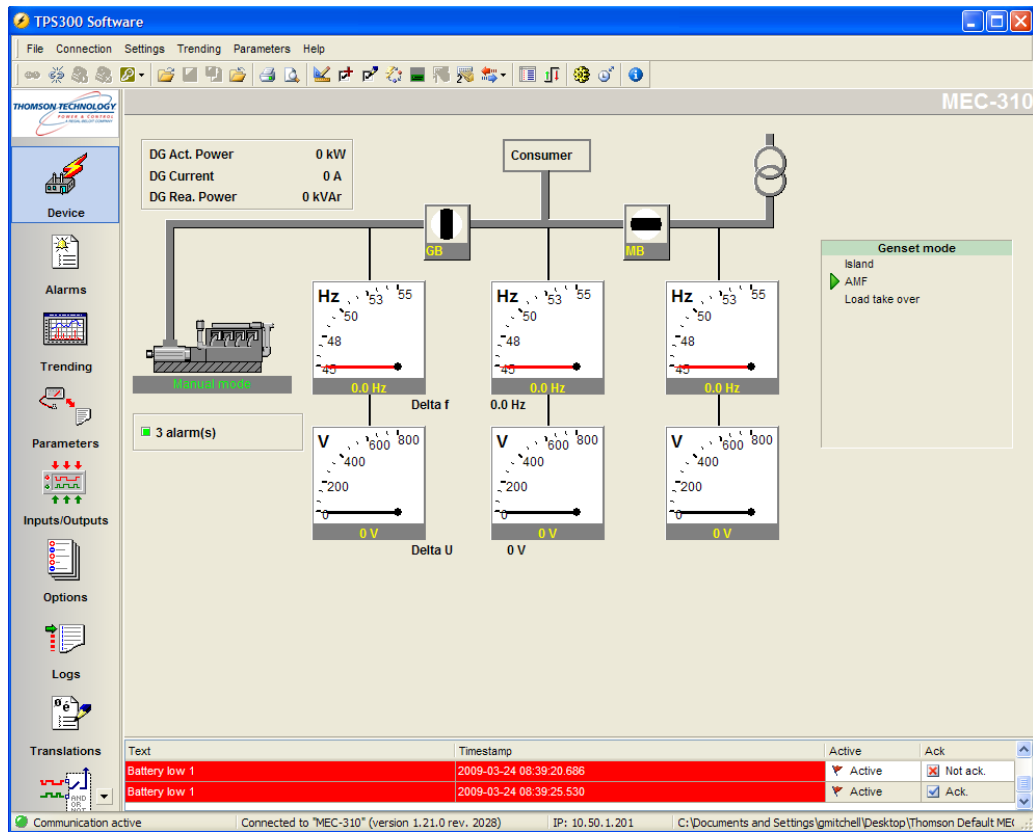 TPS300 Software
File Connection Settings Trending Parameters Help
THOMSON TECHNOLOGY
POWER & CONTROL
A REGAL-BELOIT COMPANY
MEC-310
Device
Alarms
Trending
Parameters
Inputs/Outputs
Options
Logs
Translations
AND
OR
NOT
DG Act. Power 0 kW
DG Current 0 A
DG Rea. Power 0 kVAr
Consumer
GB
MB
Genset mode
Island
AMF
Load take over
Manual mode
3 alarm(s)
Hz 45 48 50 53 55
0.0 Hz
Hz 45 48 50 53 55
0.0 Hz
Hz 45 48 50 53 55
0.0 Hz
Delta f 0.0 Hz
V 0 200 400 600 800
0 V
V 0 200 400 600 800
0 V
V 0 200 400 600 800
0 V
Delta U 0 V
Text Timestamp Active Ack
Battery low 1 2009-03-24 08:39:20.686 Active Not ack.
Battery low 1 2009-03-24 08:39:25.530 Active Ack.
Communication active Connected to "MEC-310" (version 1.21.0 rev. 2028) IP: 10.50.1.201 C:\Documents and Settings\gmitchell\Desktop\Thomson Default MEC